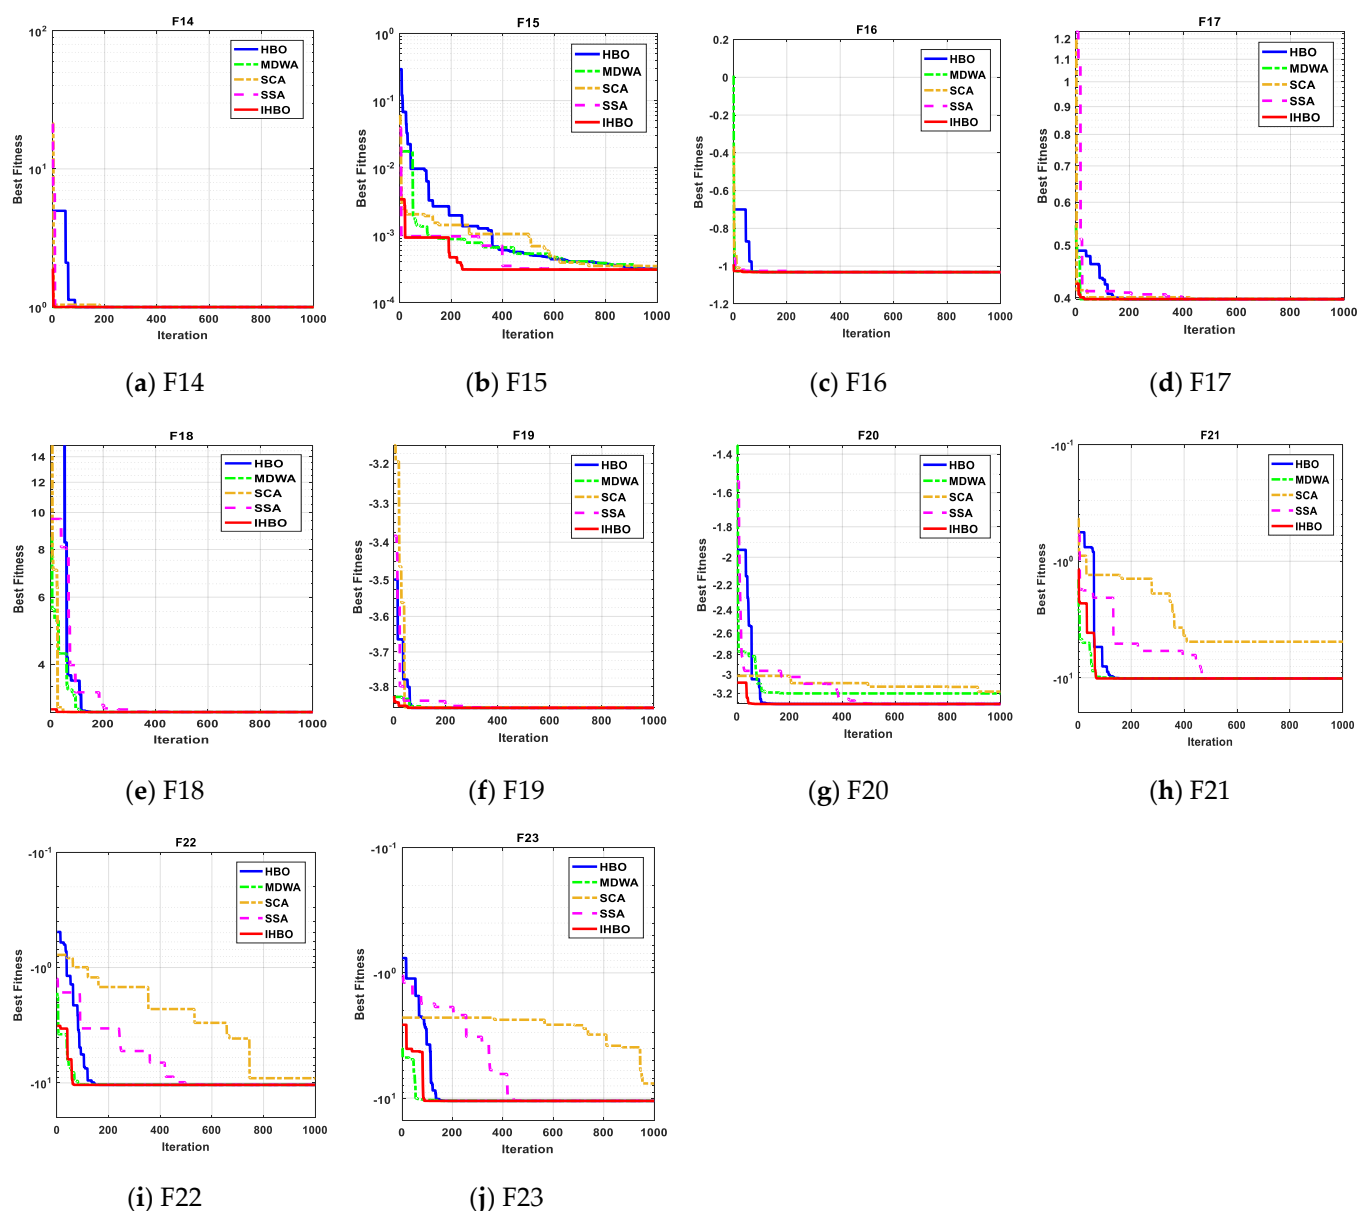 F14
10^2
10^1
10^0
Best Fitness
0 200 400 600 800 1000
Iteration
HBO
MDWA
SCA
SSA
IHBO
(a) F14
F15
10^0
10^-1
10^-2
10^-3
10^-4
Best Fitness
0 200 400 600 800 1000
Iteration
HBO
MDWA
SCA
SSA
IHBO
(b) F15
F16
0.2
0
-0.2
-0.4
-0.6
-0.8
-1
-1.2
Best Fitness
0 200 400 600 800 1000
Iteration
HBO
MDWA
SCA
SSA
IHBO
(c) F16
F17
1.2
1.1
1
0.9
0.8
0.7
0.6
0.5
0.4
Best Fitness
0 200 400 600 800 1000
Iteration
HBO
MDWA
SCA
SSA
IHBO
(d) F17
F18
14
12
10
8
6
4
Best Fitness
0 200 400 600 800 1000
Iteration
HBO
MDWA
SCA
SSA
IHBO
(e) F18
F19
-3.2
-3.3
-3.4
-3.5
-3.6
-3.7
-3.8
Best Fitness
0 200 400 600 800 1000
Iteration
HBO
MDWA
SCA
SSA
IHBO
(f) F19
F20
-1.4
-1.6
-1.8
-2
-2.2
-2.4
-2.6
-2.8
-3
-3.2
Best Fitness
0 200 400 600 800 1000
Iteration
HBO
MDWA
SCA
SSA
IHBO
(g) F20
F21
-10^-1
-10^0
-10^1
Best Fitness
0 200 400 600 800 1000
Iteration
HBO
MDWA
SCA
SSA
IHBO
(h) F21
F22
-10^-1
-10^0
-10^1
Best Fitness
0 200 400 600 800 1000
Iteration
HBO
MDWA
SCA
SSA
IHBO
(i) F22
F23
-10^-1
-10^0
-10^1
Best Fitness
0 200 400 600 800 1000
Iteration
HBO
MDWA
SCA
SSA
IHBO
(j) F23